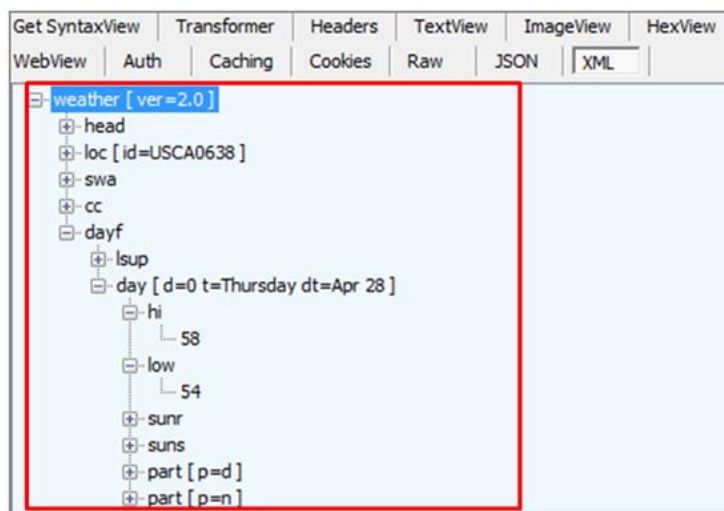 Get SyntaxView Transformer Headers TextView ImageView HexView
WebView Auth Caching Cookies Raw JSON XML
weather [ ver=2.0 ]
head
loc [ id=USCA0638 ]
swa
cc
dayf
lsup
day [ d=0 t=Thursday dt=Apr 28 ]
hi
58
low
54
sunr
suns
part [ p=d ]
part [ p=n ]